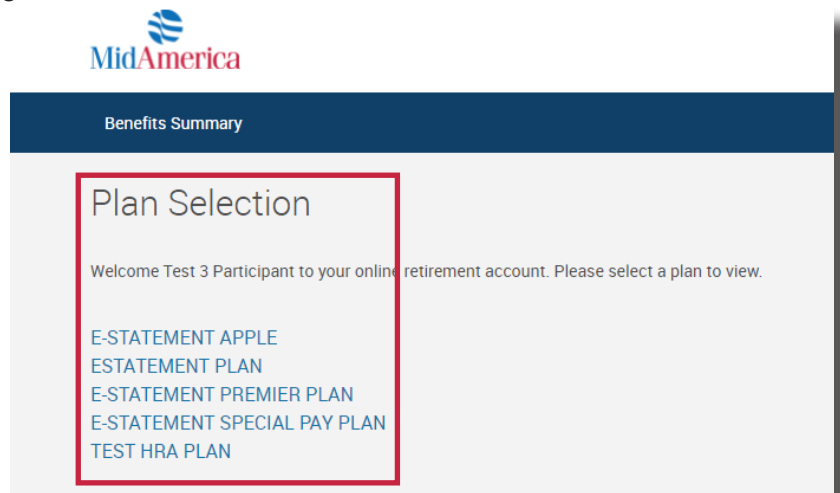 MidAmerica
Benefits Summary
Plan Selection
Welcome Test 3 Participant to your online retirement account. Please select a plan to view.
E-STATEMENT APPLE
ESTATEMENT PLAN
E-STATEMENT PREMIER PLAN
E-STATEMENT SPECIAL PAY PLAN
TEST HRA PLAN